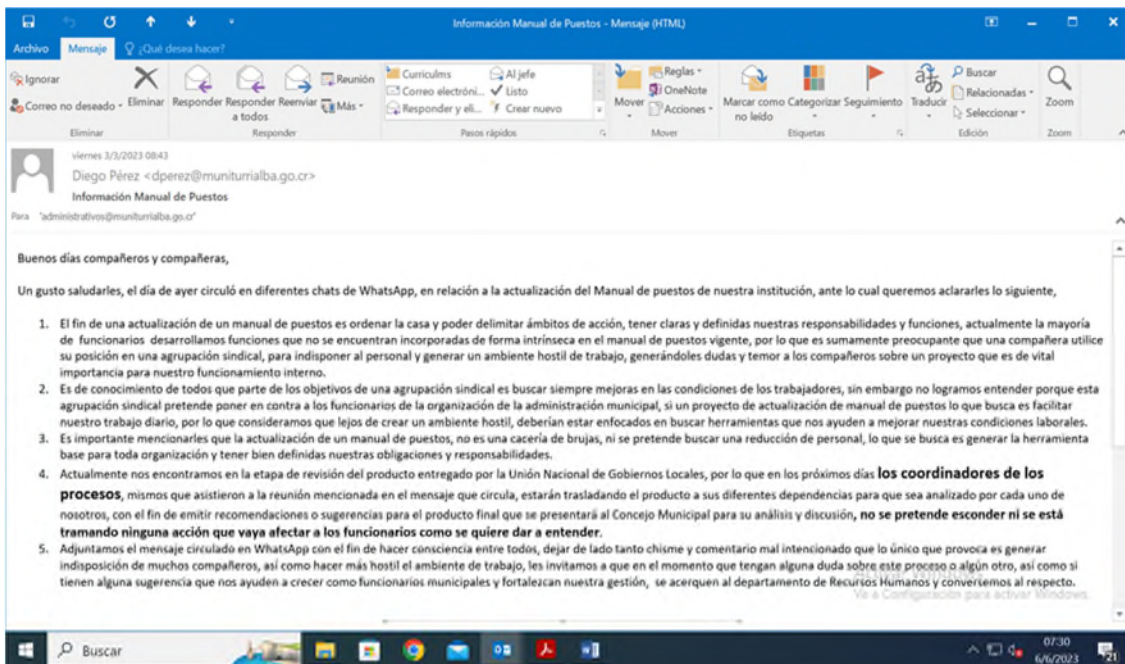 Información Manual de Puestos - Mensaje (HTML)
Archivo Mensaje ¿Qué desea hacer?
Ignorar
Correo no deseado
Eliminar
Responder
Responder a todos
Reenviar
Reunión
Más
Curriculms
Al jefe
Correo electróni...
Listo
Responder y eli...
Crear nuevo
Mover
Reglas
OneNote
Acciones
Marcar como no leído
Categorizar
Seguimiento
Traducir
Buscar
Relacionadas
Seleccionar
Zoom
Eliminar Responder Pasos rápidos Mover Etiquetas Edición Zoom
viernes 3/3/2023 08:43
Diego Pérez <dperez@muniturrialba.go.cr>
Información Manual de Puestos
Para 'administrativos@muniturrialba.go.cr'
Buenos días compañeros y compañeras,
Un gusto saludarles, el día de ayer circuló en diferentes chats de WhatsApp, en relación a la actualización del Manual de puestos de nuestra institución, ante lo cual queremos aclararles lo siguiente,
1. El fin de una actualización de un manual de puestos es ordenar la casa y poder delimitar ámbitos de acción, tener claras y definidas nuestras responsabilidades y funciones, actualmente la mayoría
de funcionarios desarrollamos funciones que no se encuentran incorporadas de forma intrínseca en el manual de puestos vigente, por lo que es sumamente preocupante que una compañera utilice
su posición en una agrupación sindical, para indisponer al personal y generar un ambiente hostil de trabajo, generándoles dudas y temor a los compañeros sobre un proyecto que es de vital
importancia para nuestro funcionamiento interno.
2. Es de conocimiento de todos que parte de los objetivos de una agrupación sindical es buscar siempre mejoras en las condiciones de los trabajadores, sin embargo no logramos entender porque esta
agrupación sindical pretende poner en contra a los funcionarios de la organización de la administración municipal, si un proyecto de actualización de manual de puestos lo que busca es facilitar
nuestro trabajo diario, por lo que consideramos que lejos de crear un ambiente hostil, deberían estar enfocados en buscar herramientas que nos ayuden a mejorar nuestras condiciones laborales.
3. Es importante mencionarles que la actualización de un manual de puestos, no es una cacería de brujas, ni se pretende buscar una reducción de personal, lo que se busca es generar la herramienta
base para toda organización y tener bien definidas nuestras obligaciones y responsabilidades.
4. Actualmente nos encontramos en la etapa de revisión del producto entregado por la Unión Nacional de Gobiernos Locales, por lo que en los próximos días los coordinadores de los
procesos, mismos que asistieron a la reunión mencionada en el mensaje que circula, estarán trasladando el producto a sus diferentes dependencias para que sea analizado por cada uno de
nosotros, con el fin de emitir recomendaciones o sugerencias para el producto final que se presentará al Concejo Municipal para su análisis y discusión, no se pretende esconder ni se está
tramando ninguna acción que vaya afectar a los funcionarios como se quiere dar a entender.
5. Adjuntamos el mensaje circulado en WhatsApp con el fin de hacer consciencia entre todos, dejar de lado tanto chisme y comentario mal intencionado que lo único que provoca es generar
indisposición de muchos compañeros, así como hacer más hostil el ambiente de trabajo, les invitamos a que en el momento que tengan alguna duda sobre este proceso o algún otro, así como si
tienen alguna sugerencia que nos ayuden a crecer como funcionarios municipales y fortalezcan nuestra gestión, se acerquen al departamento de Recursos Humanos y conversemos al respecto.
Activar Windows
Ve a Configuración para activar Windows.
Buscar
07:30
6/6/2023
21